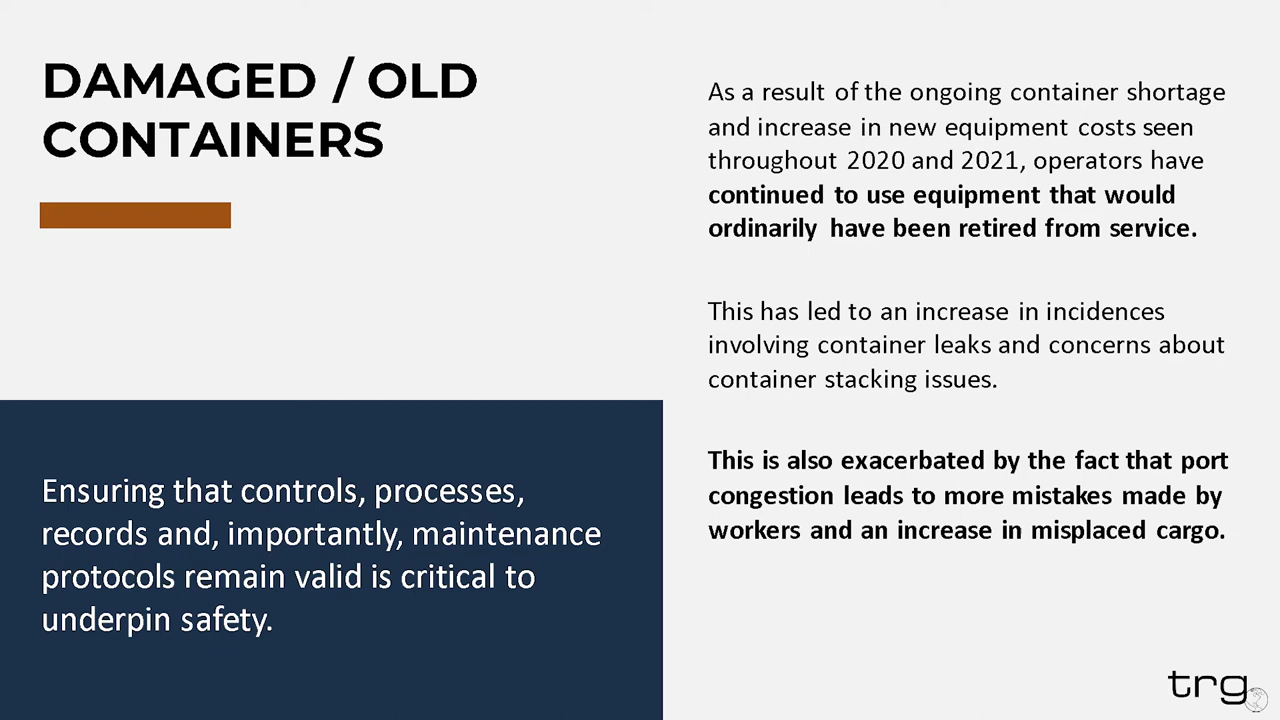 DAMAGED / OLD
CONTAINERS
Ensuring that controls, processes,
records and, importantly, maintenance
protocols remain valid is critical to
underpin safety.
As a result of the ongoing container shortage
and increase in new equipment costs seen
throughout 2020 and 2021, operators have
continued to use equipment that would
ordinarily have been retired from service.
This has led to an increase in incidences
involving container leaks and concerns about
container stacking issues.
This is also exacerbated by the fact that port
congestion leads to more mistakes made by
workers and an increase in misplaced cargo.
trg